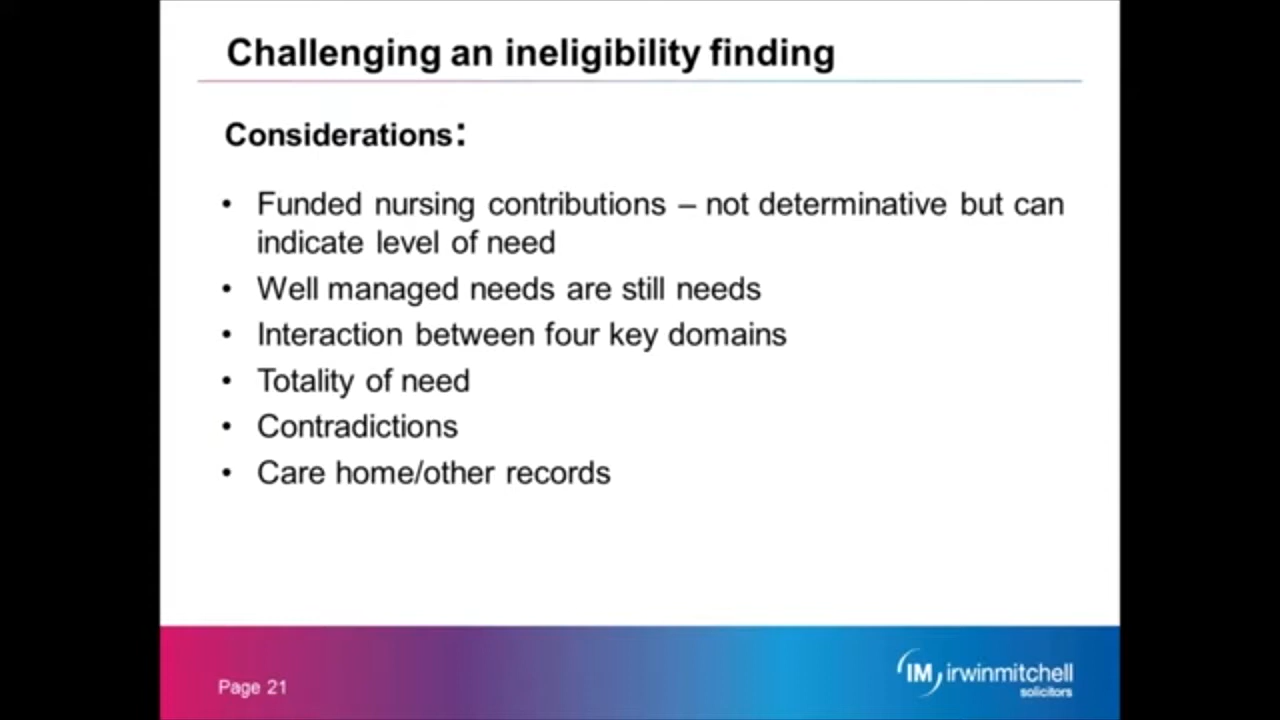 Challenging an ineligibility finding
Considerations:
• Funded nursing contributions – not determinative but can
indicate level of need
• Well managed needs are still needs
• Interaction between four key domains
• Totality of need
• Contradictions
• Care home/other records
Page 21
IM irwinmitchell
solicitors